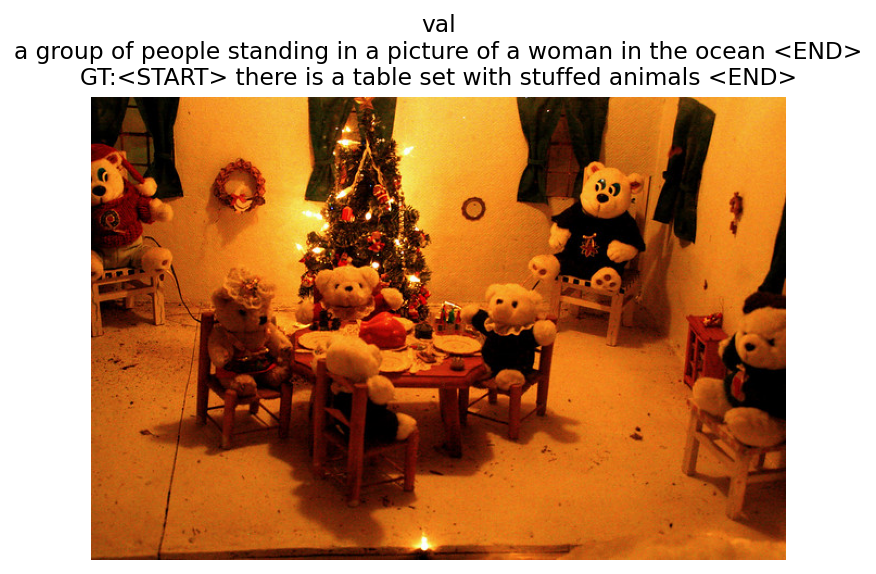 val
a group of people standing in a picture of a woman in the ocean <END>
GT:<START> there is a table set with stuffed animals <END>